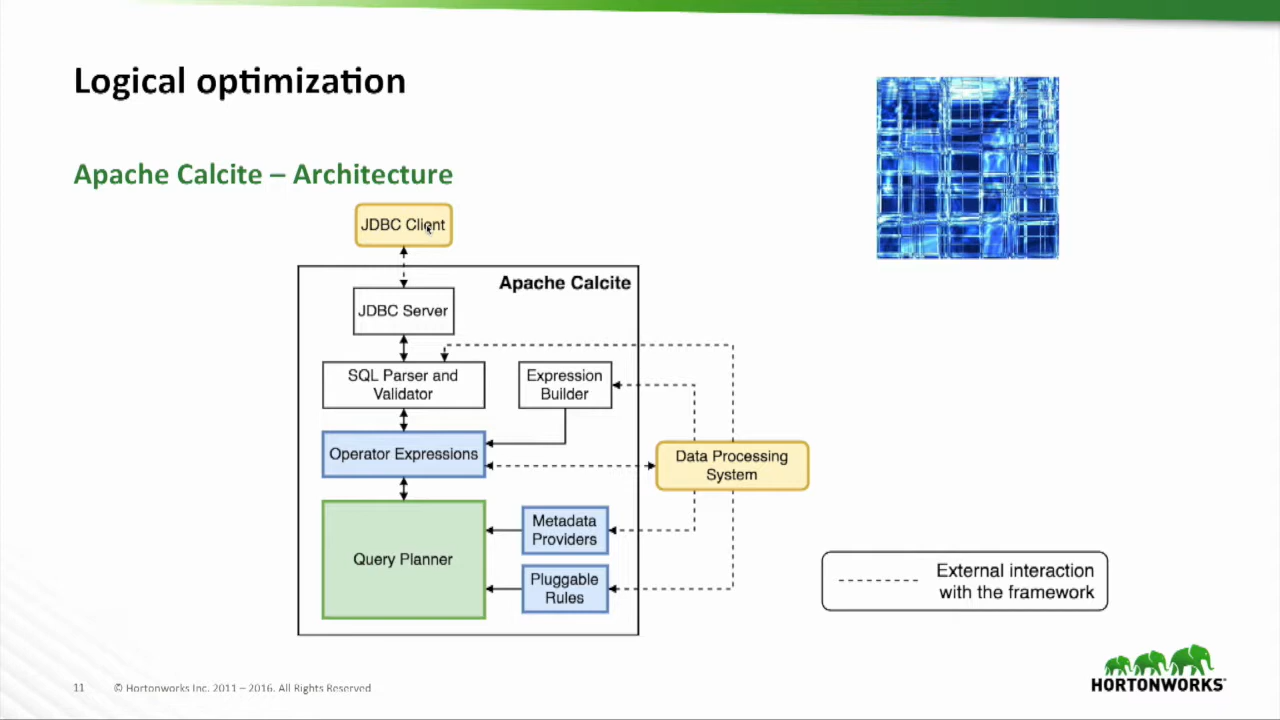 Logical optimization
Apache Calcite – Architecture
JDBC Client
Apache Calcite
JDBC Server
SQL Parser and
Validator
Expression
Builder
Operator Expressions
Data Processing
System
Query Planner
Metadata
Providers
Pluggable
Rules
External interaction
with the framework
11
© Hortonworks Inc. 2011 – 2016. All Rights Reserved
HORTONWORKS